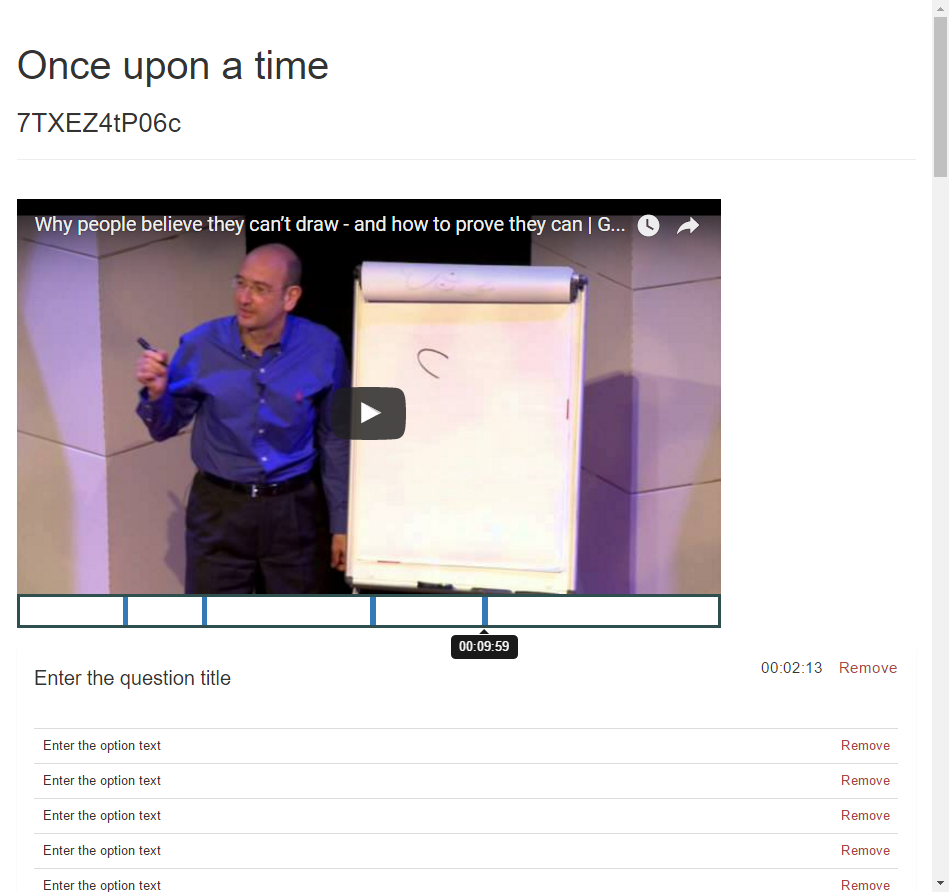 Once upon a time
7TXEZ4tP06c
Why people believe they can’t draw - and how to prove they can | G...
00:09:59
Enter the question title
00:02:13 Remove
Enter the option text Remove
Enter the option text Remove
Enter the option text Remove
Enter the option text Remove
Enter the option text Remove